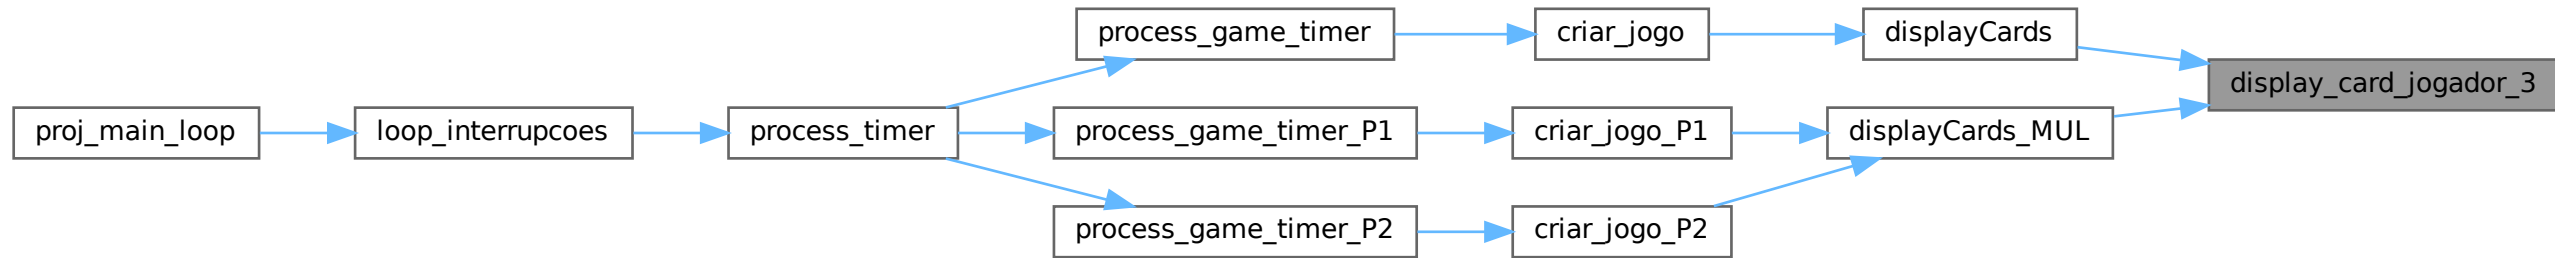 process_game_timer
criar_jogo
displayCards
display_card_jogador_3
proj_main_loop
loop_interrupcoes
process_timer
process_game_timer_P1
criar_jogo_P1
displayCards_MUL
process_game_timer_P2
criar_jogo_P2